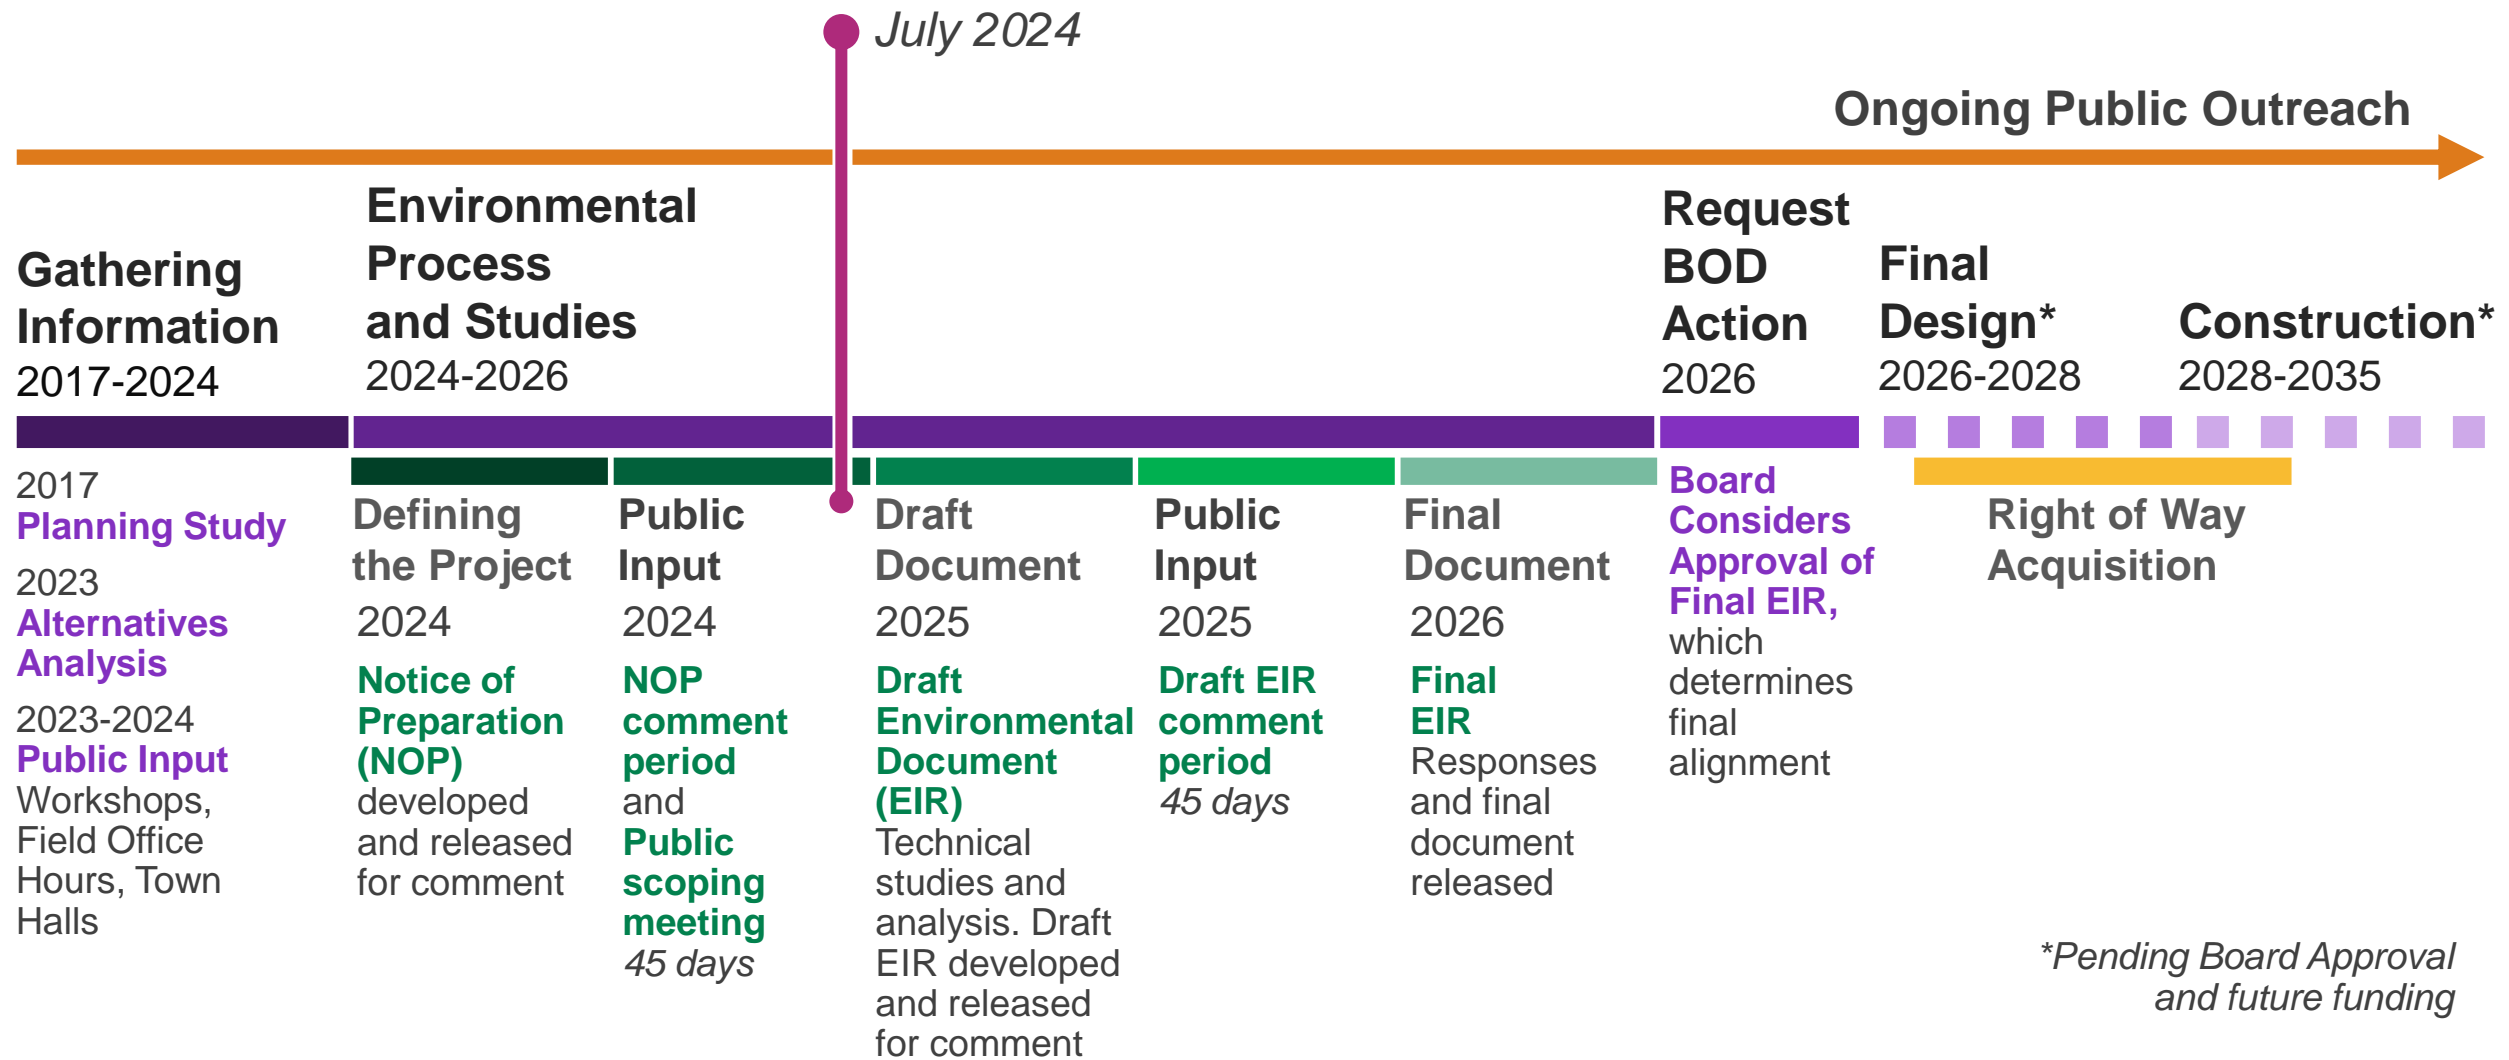 July 2024
Ongoing Public Outreach
Gathering
Information
2017-2024
Environmental
Process
and Studies
2024-2026
Request
BOD
Action
2026
Final
Design*
2026-2028
Construction*
2028-2035
2017
Planning Study
2023
Alternatives
Analysis
2023-2024
Public Input
Workshops,
Field Office
Hours, Town
Halls
Defining
the Project
2024
Notice of
Preparation
(NOP)
developed
and released
for comment
Public
Input
2024
NOP
comment
period
and
Public
scoping
meeting
45 days
Draft
Document
2025
Draft
Environmental
Document
(EIR)
Technical
studies and
analysis. Draft
EIR developed
and released
for comment
Public
Input
2025
Draft EIR
comment
period
45 days
Final
Document
2026
Final
EIR
Responses
and final
document
released
Board
Considers
Approval of
Final EIR,
which
determines
final
alignment
Right of Way
Acquisition
*Pending Board Approval
and future funding